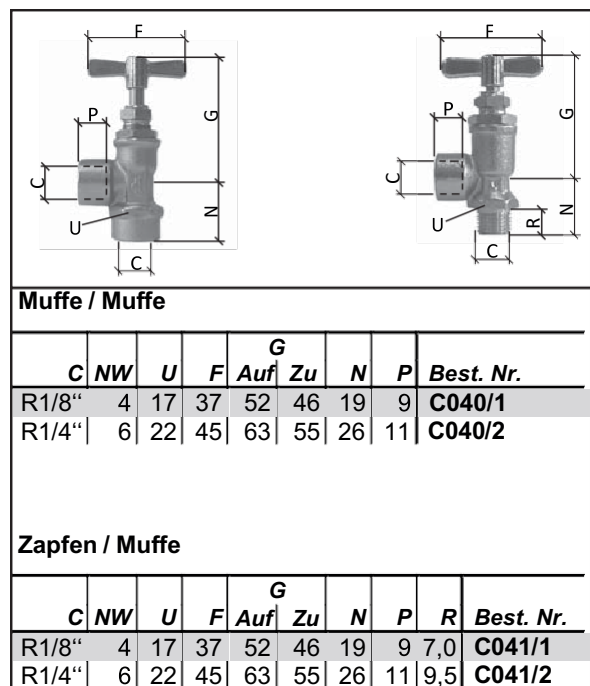 F F
P P
G G
C C
N N
U U
R
C C
Muffe / Muffe
G
C NW U F Auf Zu N P Best. Nr.
R1/8“ 4 17 37 52 46 19 9 C040/1
R1/4“ 6 22 45 63 55 26 11 C040/2
Zapfen / Muffe
G
C NW U F Auf Zu N P R Best. Nr.
R1/8“ 4 17 37 52 46 19 9 7,0 C041/1
R1/4“ 6 22 45 63 55 26 11 9,5 C041/2